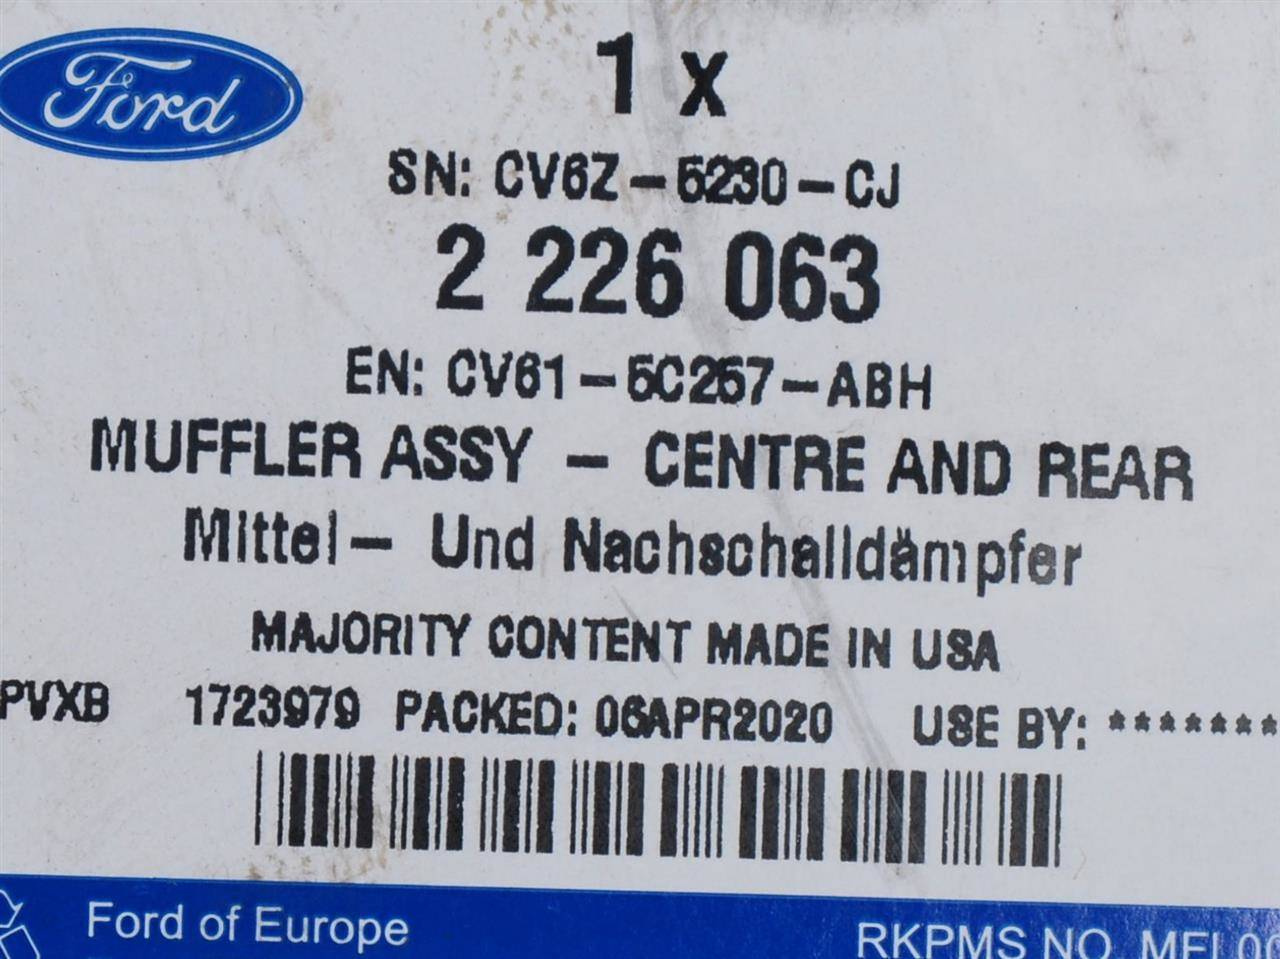 Ford
1 x
SN: CV6Z-5230-CJ
2 226 063
EN: CV61-5C257-ABH
MUFFLER ASSY - CENTRE AND REAR
Mittel- Und Nachschalldämpfer
MAJORITY CONTENT MADE IN USA
PVXB 1723979 PACKED: 06APR2020 USE BY: *******
Ford of Europe
RKPMS NO.